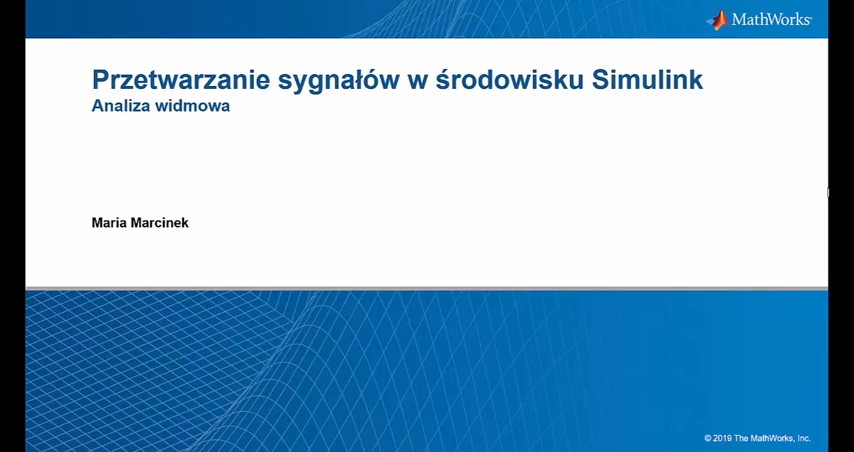 MathWorks®
Przetwarzanie sygnałów w środowisku Simulink
Analiza widmowa
Maria Marcinek
© 2019 The MathWorks, Inc.